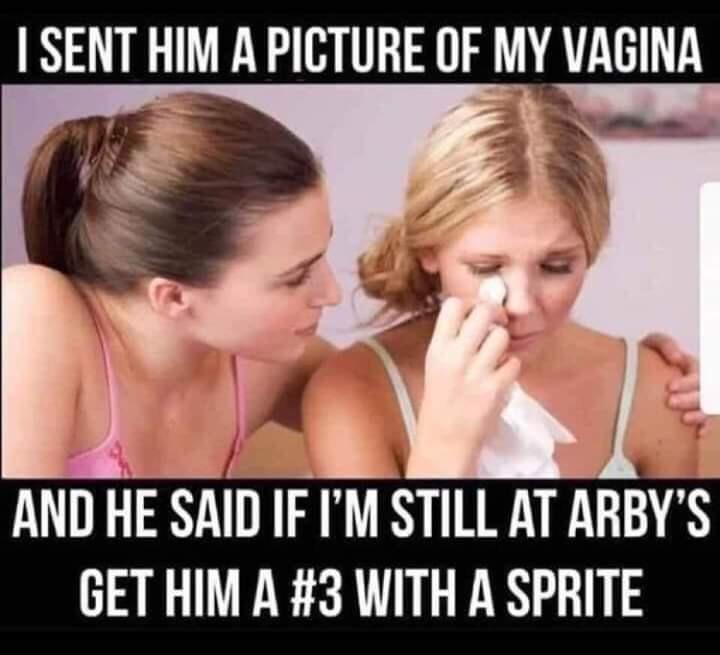 I SENT HIM A PICTURE OF MY VAGINA
AND HE SAID IF I'M STILL AT ARBY'S
GET HIM A #3 WITH A SPRITE